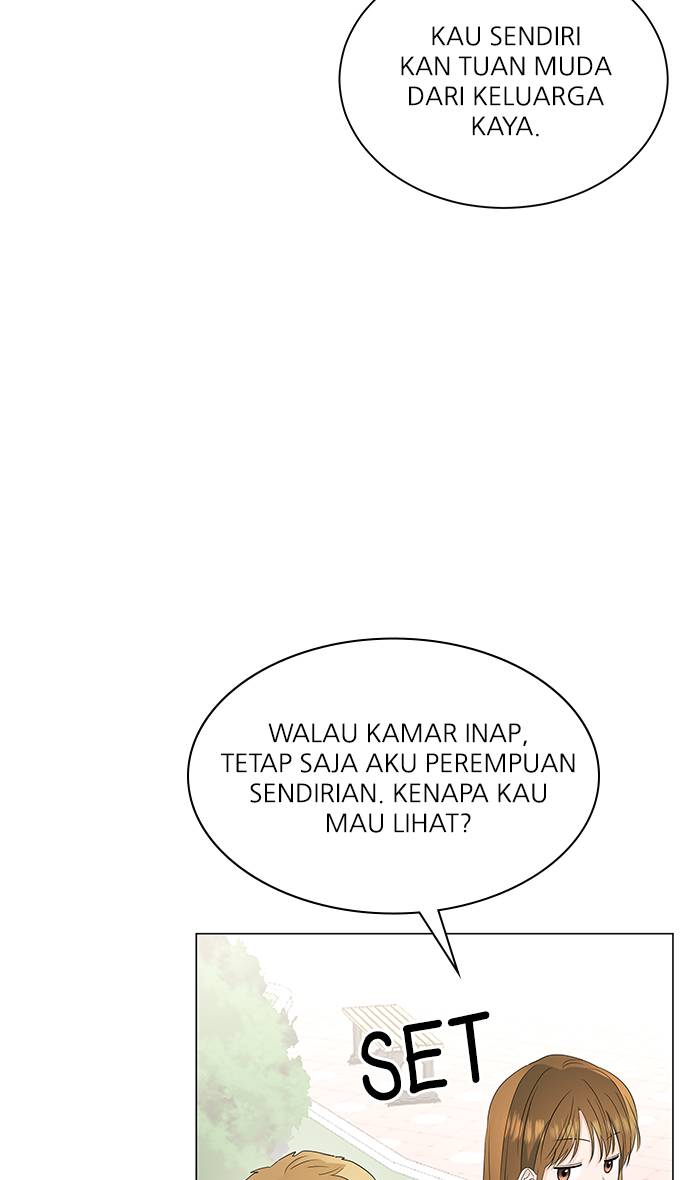 KAU SENDIRI
KAN TUAN MUDA
DARI KELUARGA
KAYA.
WALAU KAMAR INAP,
TETAP SAJA AKU PEREMPUAN
SENDIRIAN. KENAPA KAU
MAU LIHAT?
SET